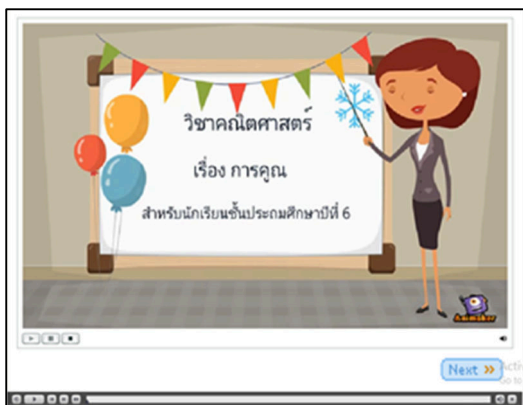 วิชาคณิตศาสตร์
เรื่อง การคูณ
สำหรับนักเรียนชั้นประถมศึกษาปีที่ 6
Animaker
Next »